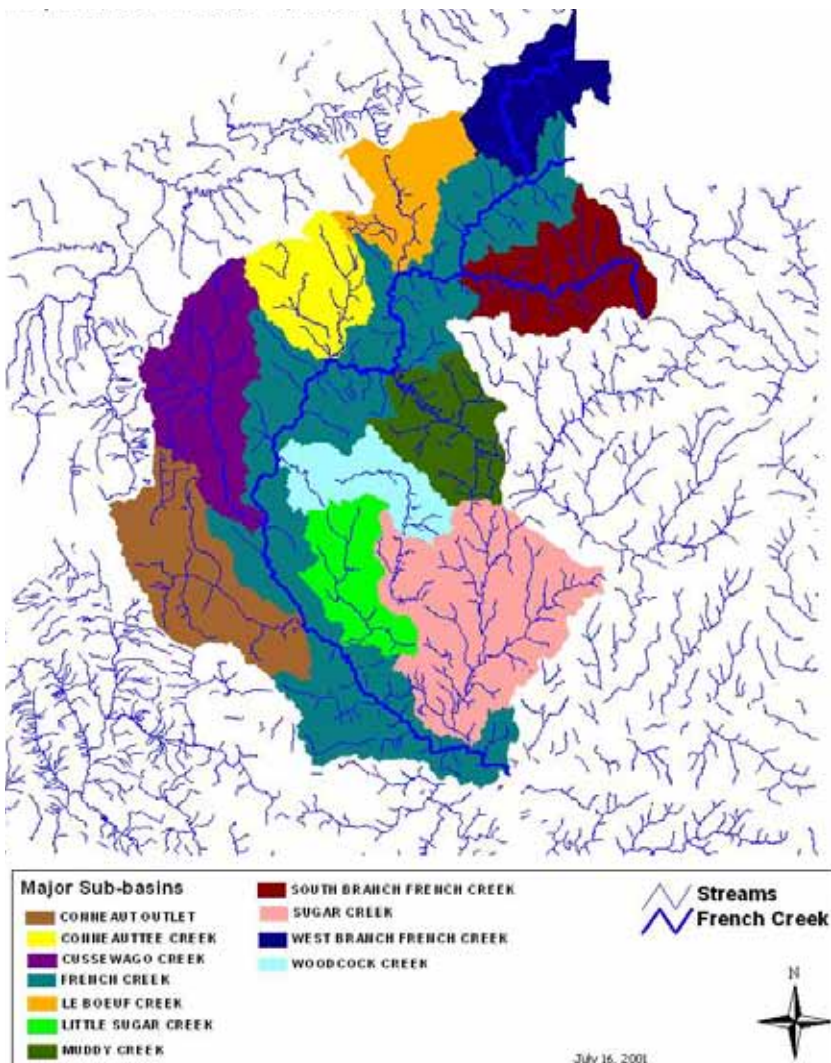 Major Sub-basins
CONNEAUT OUTLET
CONNEAUTTEE CREEK
CUSSEWAGO CREEK
FRENCH CREEK
LE BOEUF CREEK
LITTLE SUGAR CREEK
MUDDY CREEK
SOUTH BRANCH FRENCH CREEK
SUGAR CREEK
WEST BRANCH FRENCH CREEK
WOODCOCK CREEK
Streams
French Creek
N
July 16, 2001